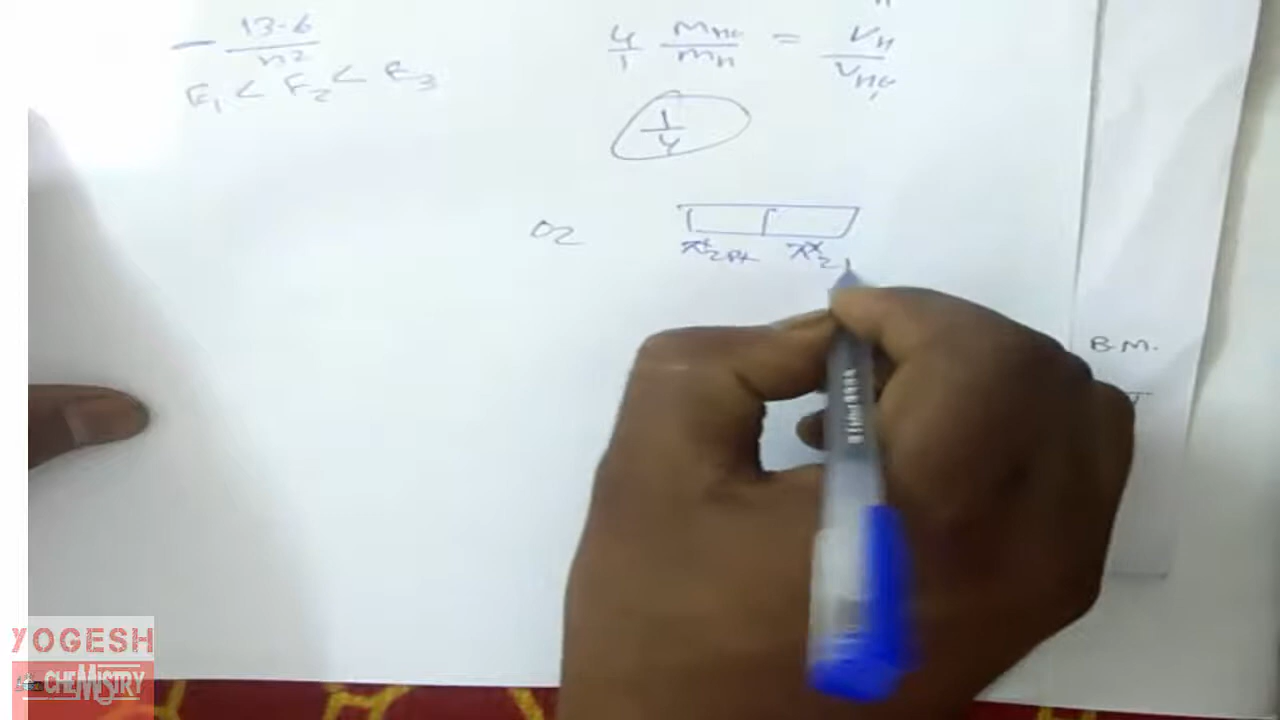 - 13.6
n2
E1 < E2 < E3
4 mHe = VH
1 mH VHe
1
4
O2
π*2px π*2
B.M.
YOGESH
CHEMISTRY